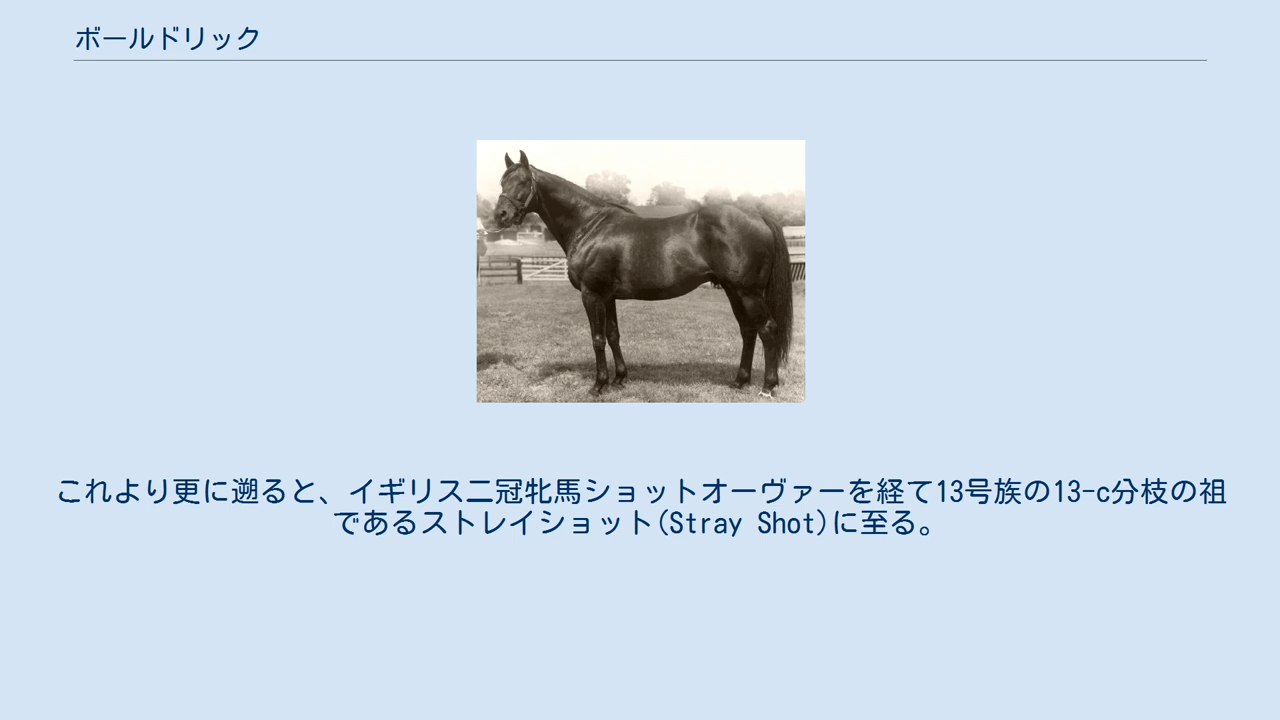 ボールドリック
これより更に遡ると、イギリス二冠牝馬ショットオーヴァーを経て13号族の13-c分枝の祖
であるストレイショット(Stray Shot)に至る。